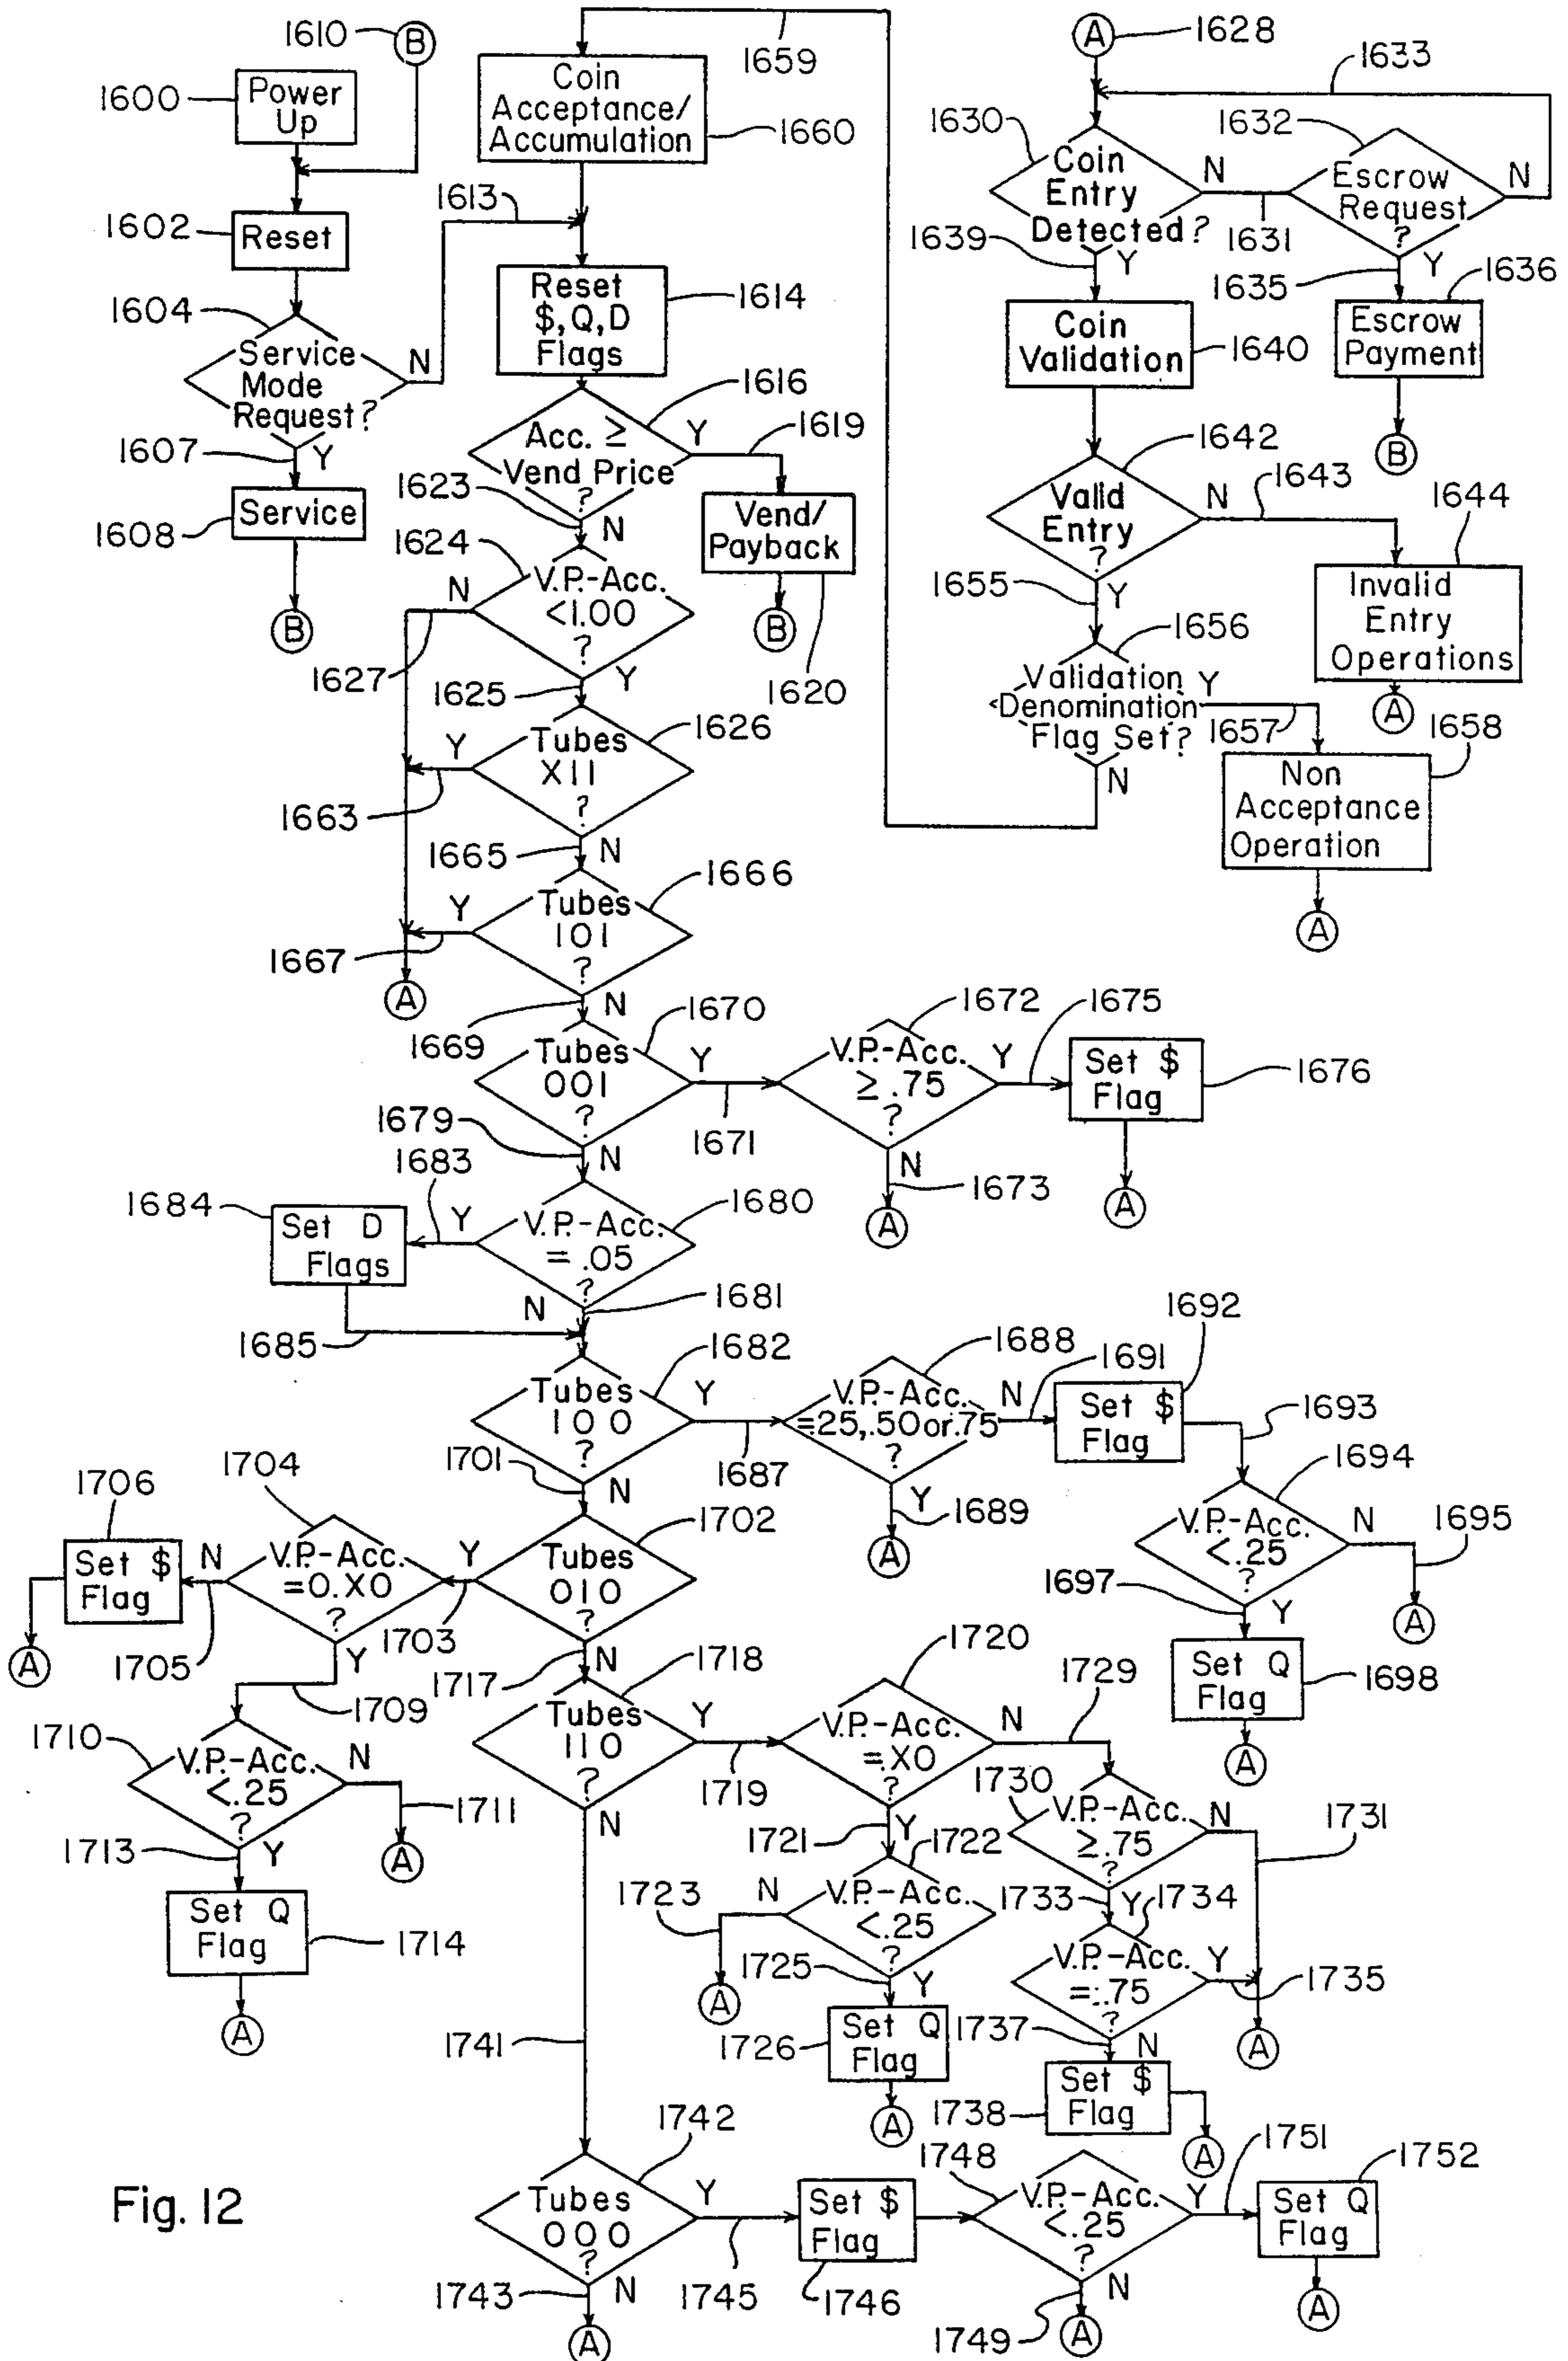 1610
B
1600
Power
Up
1602
Reset
1604
Service
Mode
Request?
N
1613
1607
Y
1608
Service
B
1659
Coin
Acceptance/
Accumulation
1660
Reset
$,Q,D
Flags
1614
Acc. ≥
Vend Price
?
1616
Y
1619
1623
N
Vend/
Payback
B
1620
1624
V.P.-Acc.
<1.00
?
N
1627
1625
Y
Tubes
X11
?
1626
Y
1663
1665
N
Tubes
101
?
1666
Y
1667
A
1669
N
A
1628
1633
1630
Coin
Entry
Detected?
N
1631
1632
Escrow
Request
?
N
1639
Y
1635
Y
1636
Escrow
Payment
B
Coin
Validation
1640
1642
Valid
Entry
?
N
1643
1644
Invalid
Entry
Operations
A
1655
Y
1656
Validation
Denomination
Flag Set?
Y
1657
N
1658
Non
Acceptance
Operation
A
Tubes
001
?
1670
Y
1671
1672
V.P.-Acc.
≥ .75
?
Y
1675
Set $
Flag
1676
A
N
1673
A
1679
N
1680
V.P.-Acc.
= .05
?
1683
Y
1684
Set D
Flags
1685
N
1681
Tubes
100
?
1682
Y
1687
1688
V.P.-Acc.
=.25,.50 or .75
?
N
1691
1692
Set $
Flag
1693
Y
1689
A
1694
V.P.-Acc.
<.25
?
N
1695
A
1697
Y
Set Q
Flag
1698
A
1701
N
1702
Tubes
010
?
Y
1703
1704
V.P.-Acc.
=0.X0
?
N
1705
1706
Set $
Flag
A
Y
1709
1710
V.P.-Acc.
<.25
?
N
1711
A
1713
Y
Set Q
Flag
1714
A
1717
N
1718
Tubes
110
?
Y
1719
1720
V.P.-Acc.
=.X0
?
N
1729
1721
Y
1722
V.P.-Acc.
<.25
?
N
1723
A
1725
Y
1726
Set Q
Flag
A
1730
V.P.-Acc.
≥.75
?
N
1731
1733
Y
1734
V.P.-Acc.
=.75
?
Y
1735
A
1737
N
1738
Set $
Flag
A
N
1741
1742
Tubes
000
?
Y
1745
Set $
Flag
1746
1748
V.P.-Acc.
<.25
?
Y
1751
1752
Set Q
Flag
A
N
1749
A
1743
N
A
Fig. 12